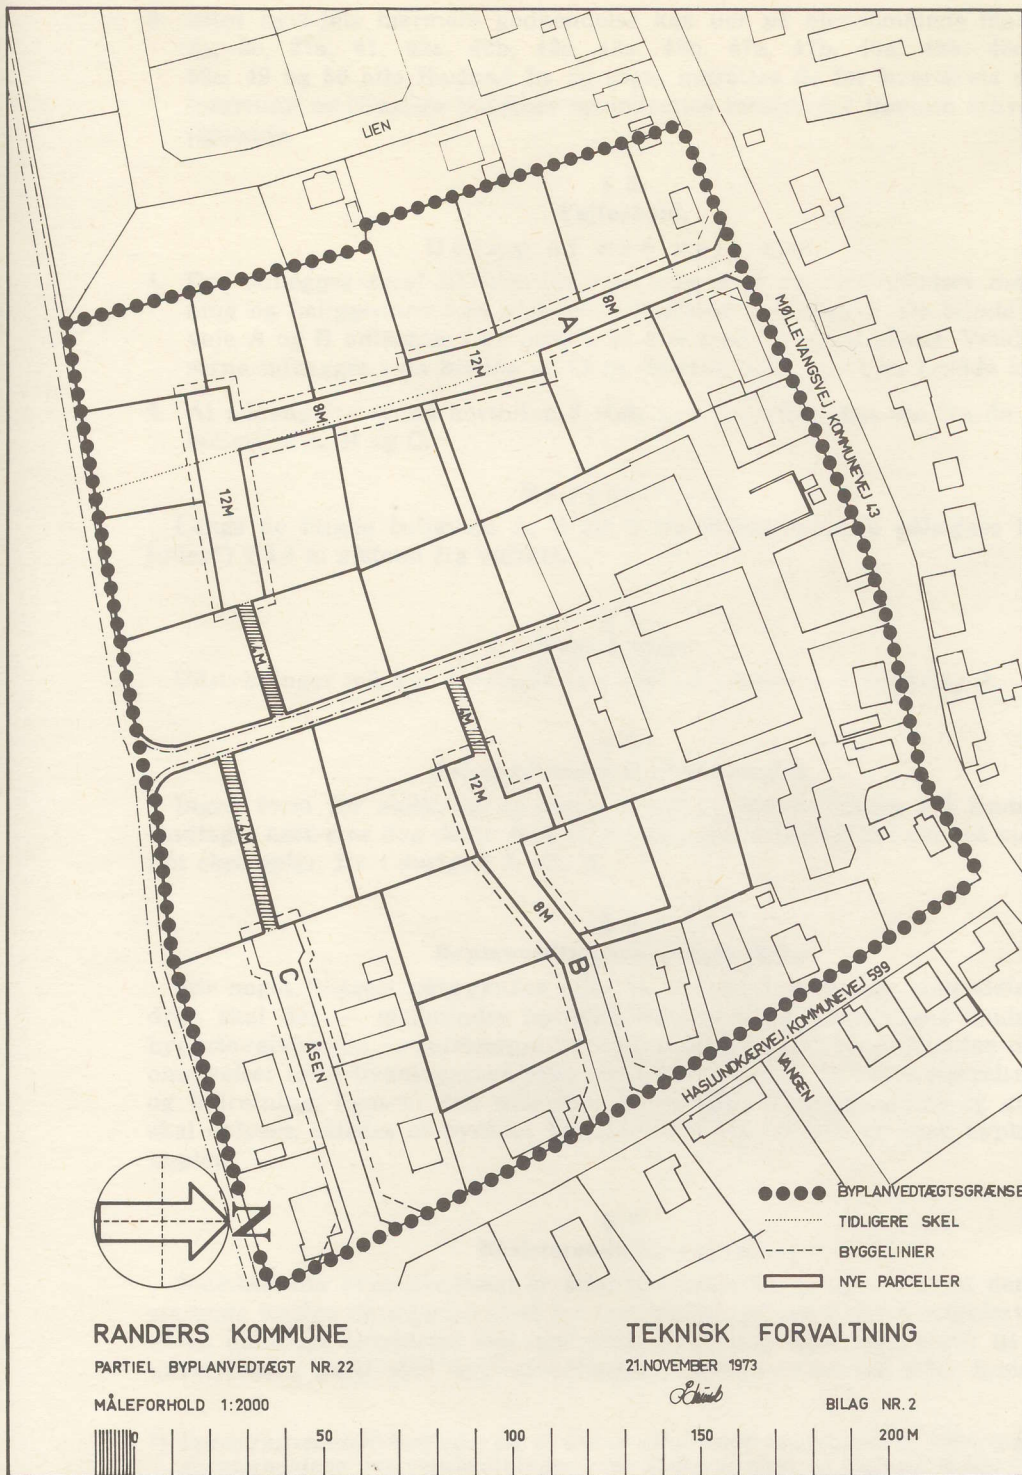 LIEN
8M
A
12M
8M
MØLLEVANGSVEJ, KOMMUNEVEJ 43
12M
4M
4M
12M
4M
8M
B
C
ÅSEN
HASLUNDKÆRVEJ, KOMMUNEVEJ 599
VANGEN
N
BYPLANVEDTÆGTSGRÆNSE
TIDLIGERE SKEL
BYGGELINIER
NYE PARCELLER
RANDERS KOMMUNE
TEKNISK FORVALTNING
PARTIEL BYPLANVEDTÆGT NR. 22
21. NOVEMBER 1973
MÅLEFORHOLD 1:2000
BILAG NR. 2
0 50 100 150 200 M